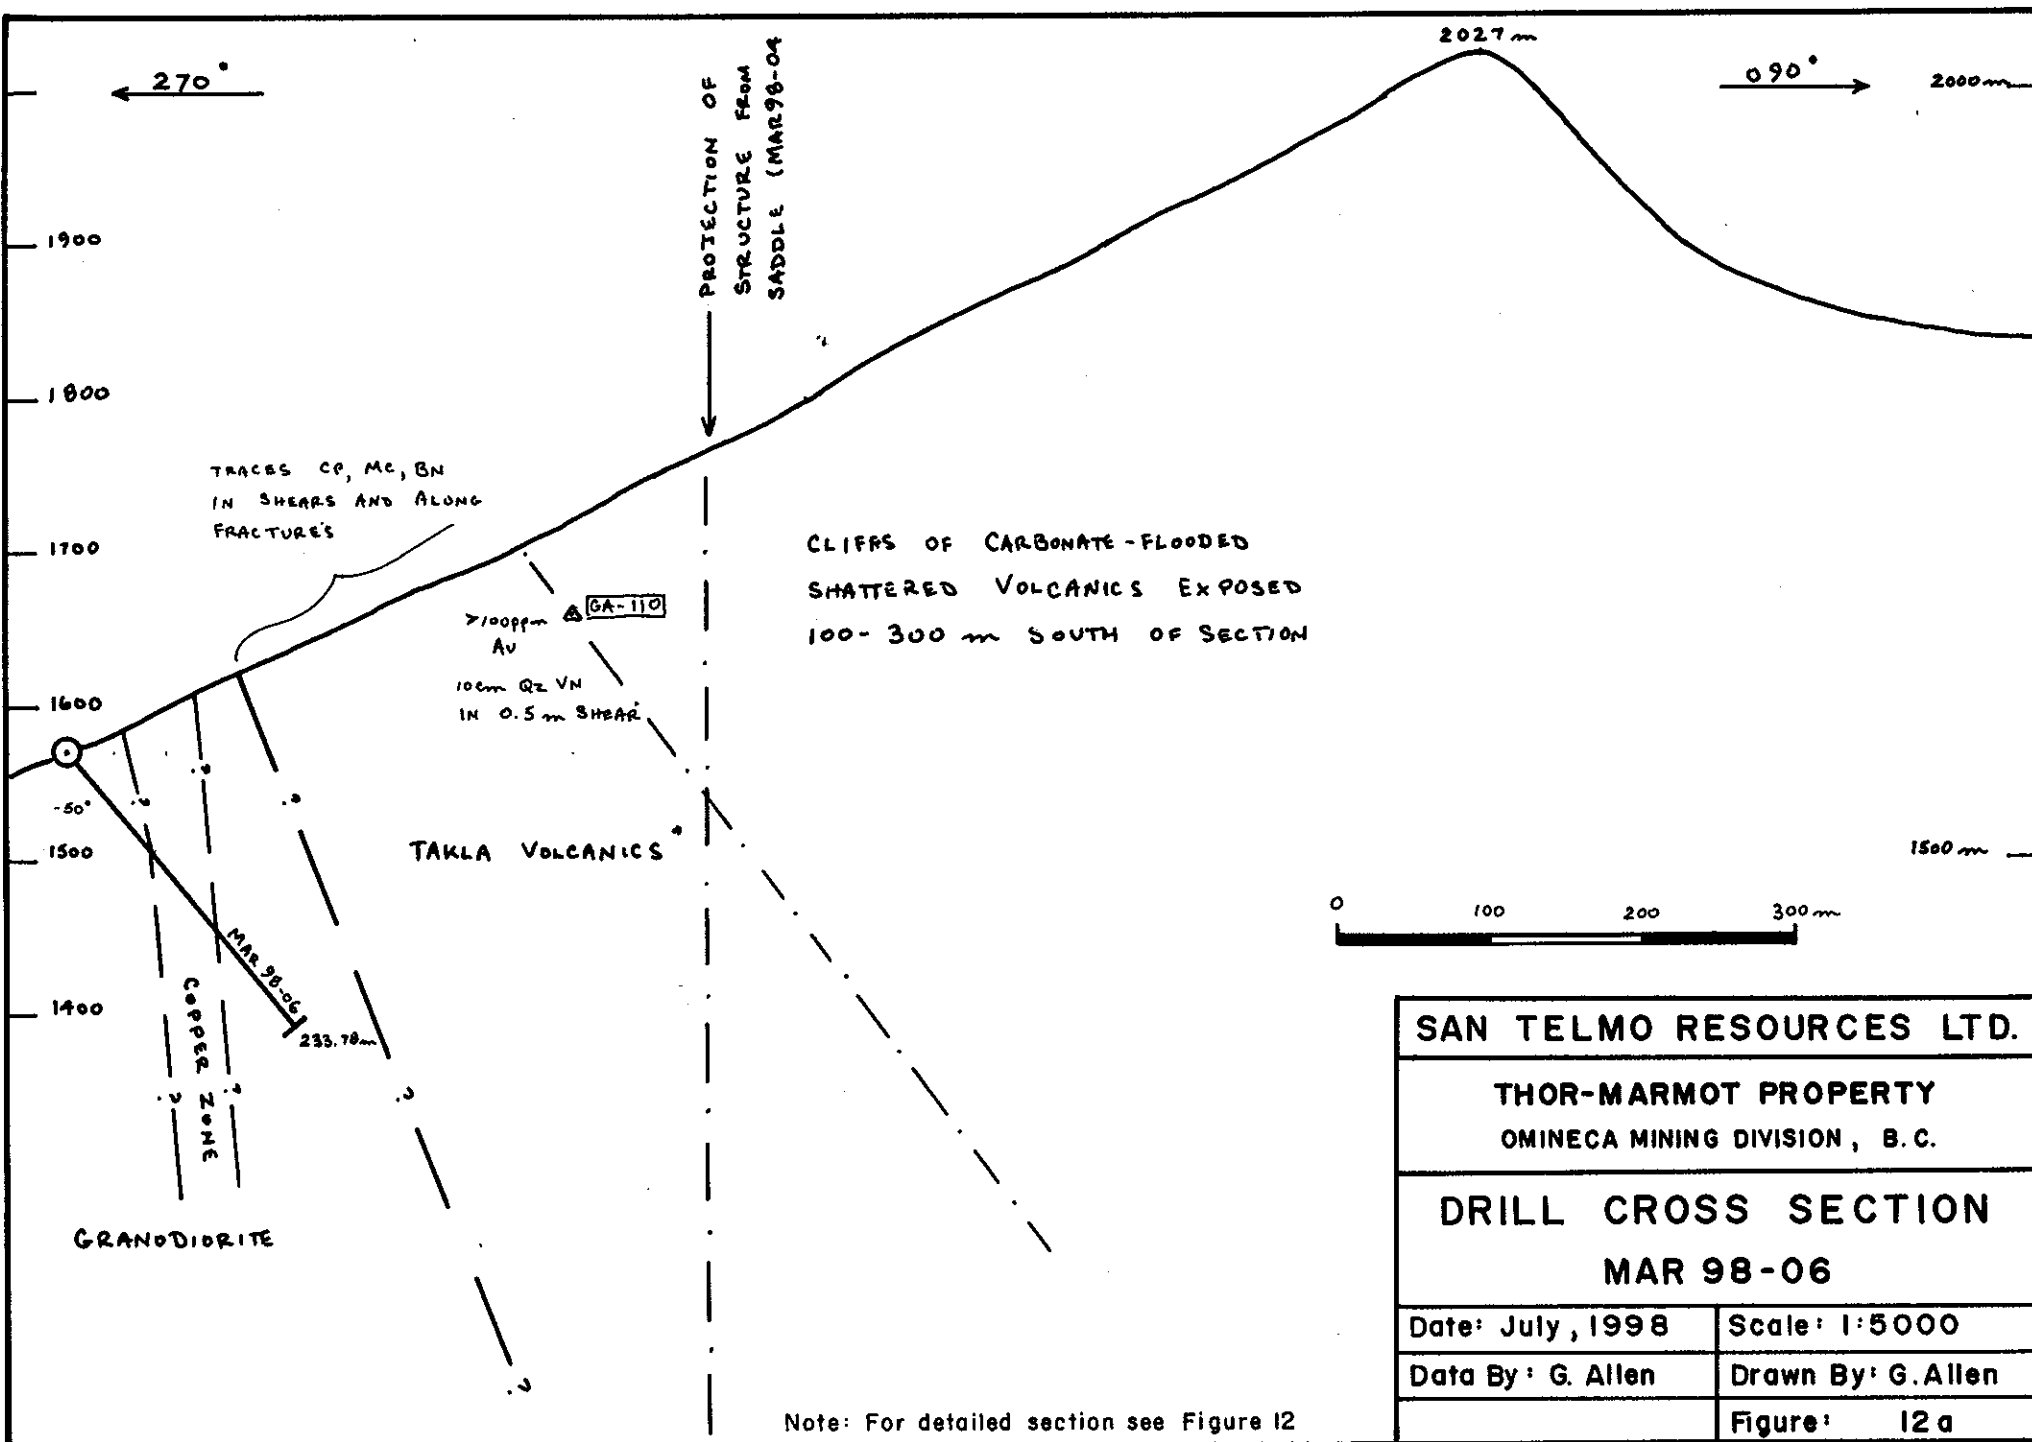 2027 m
270°
090°
2000 m
PROJECTION OF
STRUCTURE FROM
SADDLE (MAR98-04
1900
1800
TRACES CP, MC, BN
IN SHEARS AND ALONG
FRACTURES
1700
CLIFFS OF CARBONATE-FLOODED
SHATTERED VOLCANICS EXPOSED
100-300 m SOUTH OF SECTION
GA-110
>100ppm
AU
10cm QZ VN
IN 0.5 m SHEAR
1600
?
-50°
?
?
1500
TAKLA VOLCANICS
1500 m
0 100 200 300 m
MAR 98-06
COPPER ZONE
1400
233.78m
?
?
?
GRANODIORITE
?
SAN TELMO RESOURCES LTD.
THOR-MARMOT PROPERTY
OMINECA MINING DIVISION, B.C.
DRILL CROSS SECTION
MAR 98-06
Date: July, 1998
Scale: 1:5000
Data By: G. Allen
Drawn By: G. Allen
Figure: 12a
Note: For detailed section see Figure 12